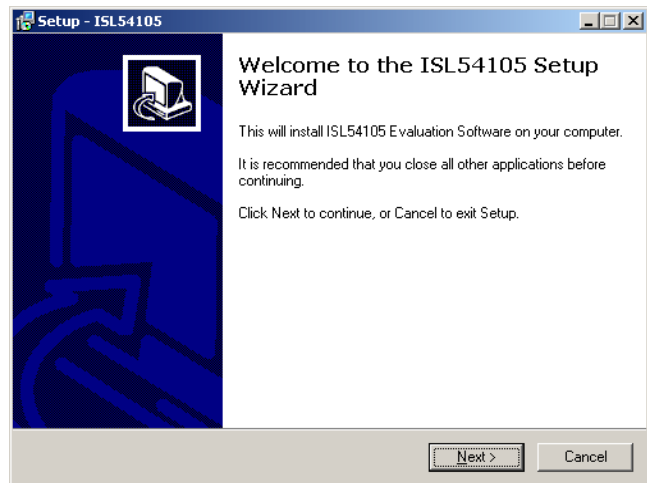 Setup - ISL54105
Welcome to the ISL54105 Setup
Wizard
This will install ISL54105 Evaluation Software on your computer.
It is recommended that you close all other applications before
continuing.
Click Next to continue, or Cancel to exit Setup.
Next >
Cancel